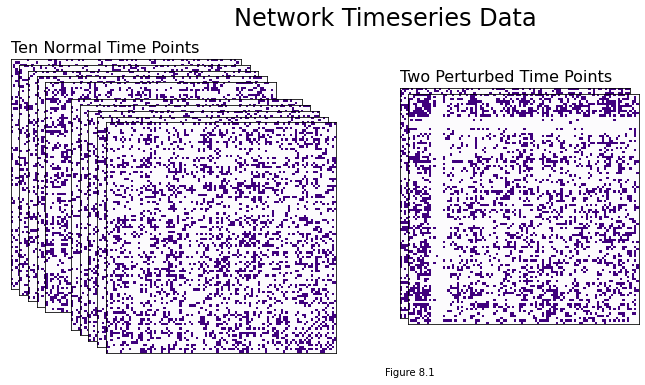 Network Timeseries Data
Ten Normal Time Points
Two Perturbed Time Points
Figure 8.1